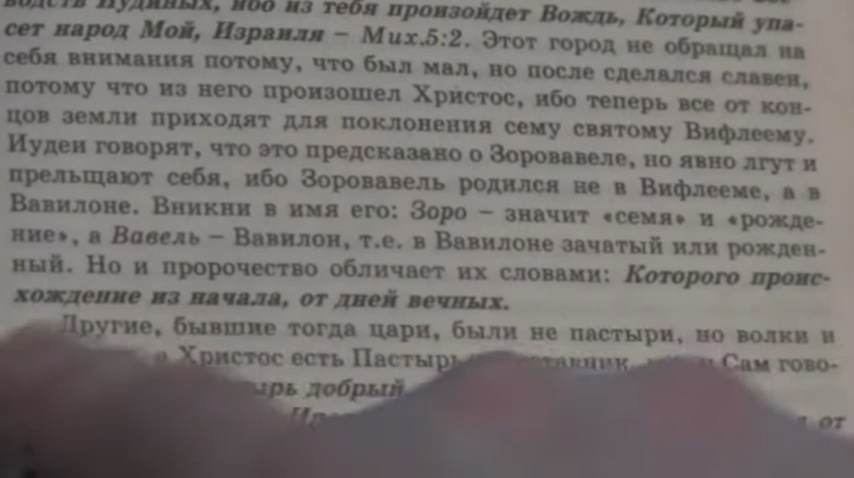 водств Иудиных, ибо из тебя произойдет Вождь, Который упа-
сет народ Мой, Израиля – Мих.5:2. Этот город не обращал на
себя внимания потому, что был мал, но после сделался славен,
потому что из него произошел Христос, ибо теперь все от кон-
цов земли приходят для поклонения сему святому Вифлеему.
Иудеи говорят, что это предсказано о Зоровавеле, но явно лгут и
прельщают себя, ибо Зоровавель родился не в Вифлееме, а в
Вавилоне. Вникни в имя его: Зоро – значит «семя» и «рожде-
ние», а Вавель – Вавилон, т.е. в Вавилоне зачатый или рожден-
ный. Но и пророчество обличает их словами: Которого проис-
хождение из начала, от дней вечных.
Другие, бывшие тогда цари, были не пастыри, но волки и
а Христос есть Пастырь Сам гово-
добрый
от